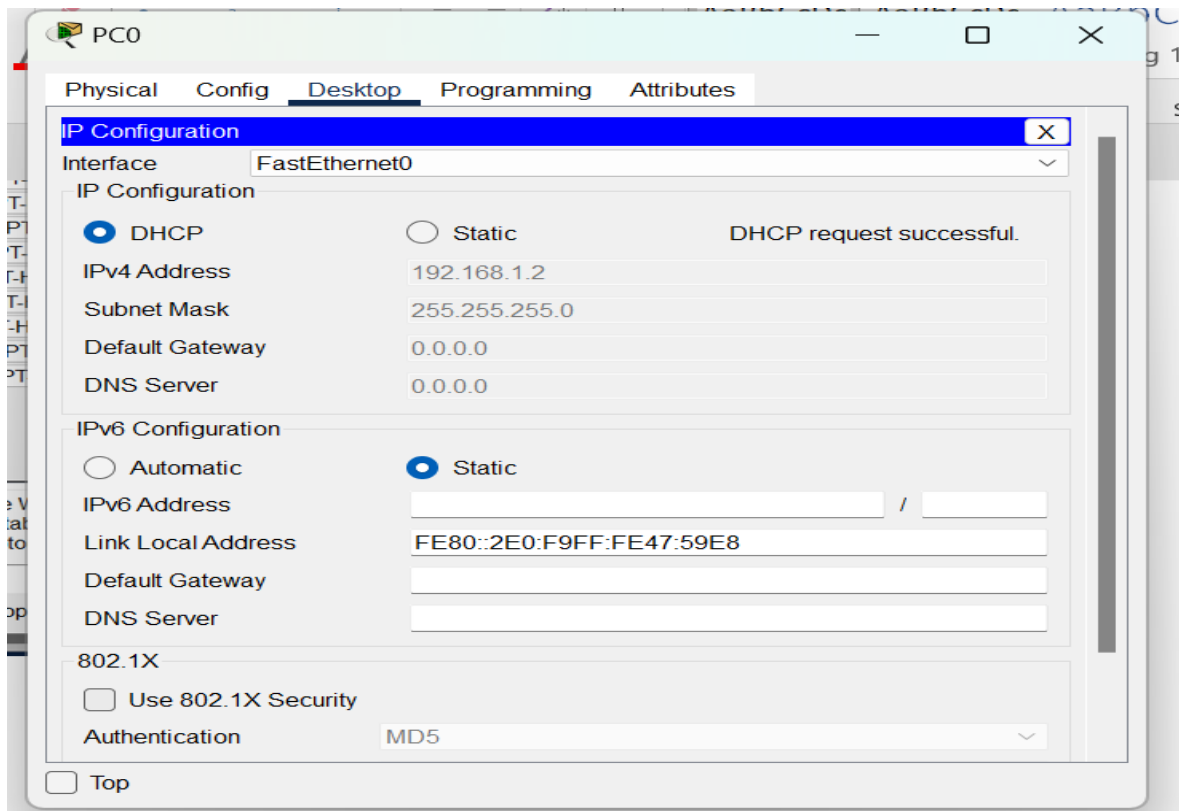 PC0
Physical Config Desktop Programming Attributes
IP Configuration X
Interface FastEthernet0
IP Configuration
DHCP Static DHCP request successful.
IPv4 Address 192.168.1.2
Subnet Mask 255.255.255.0
Default Gateway 0.0.0.0
DNS Server 0.0.0.0
IPv6 Configuration
Automatic Static
IPv6 Address /
Link Local Address FE80::2E0:F9FF:FE47:59E8
Default Gateway
DNS Server
802.1X
Use 802.1X Security
Authentication MD5
Top